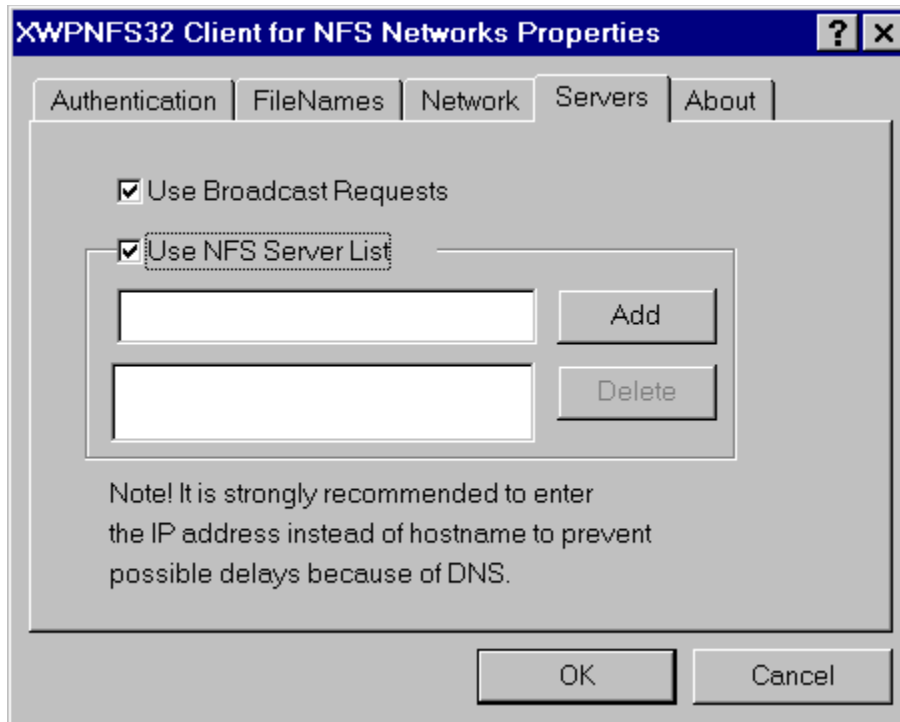 XWPNFS32 Client for NFS Networks Properties
Authentication FileNames Network Servers About
Use Broadcast Requests
Use NFS Server List
Add
Delete
Note! It is strongly recommended to enter
the IP address instead of hostname to prevent
possible delays because of DNS.
OK Cancel